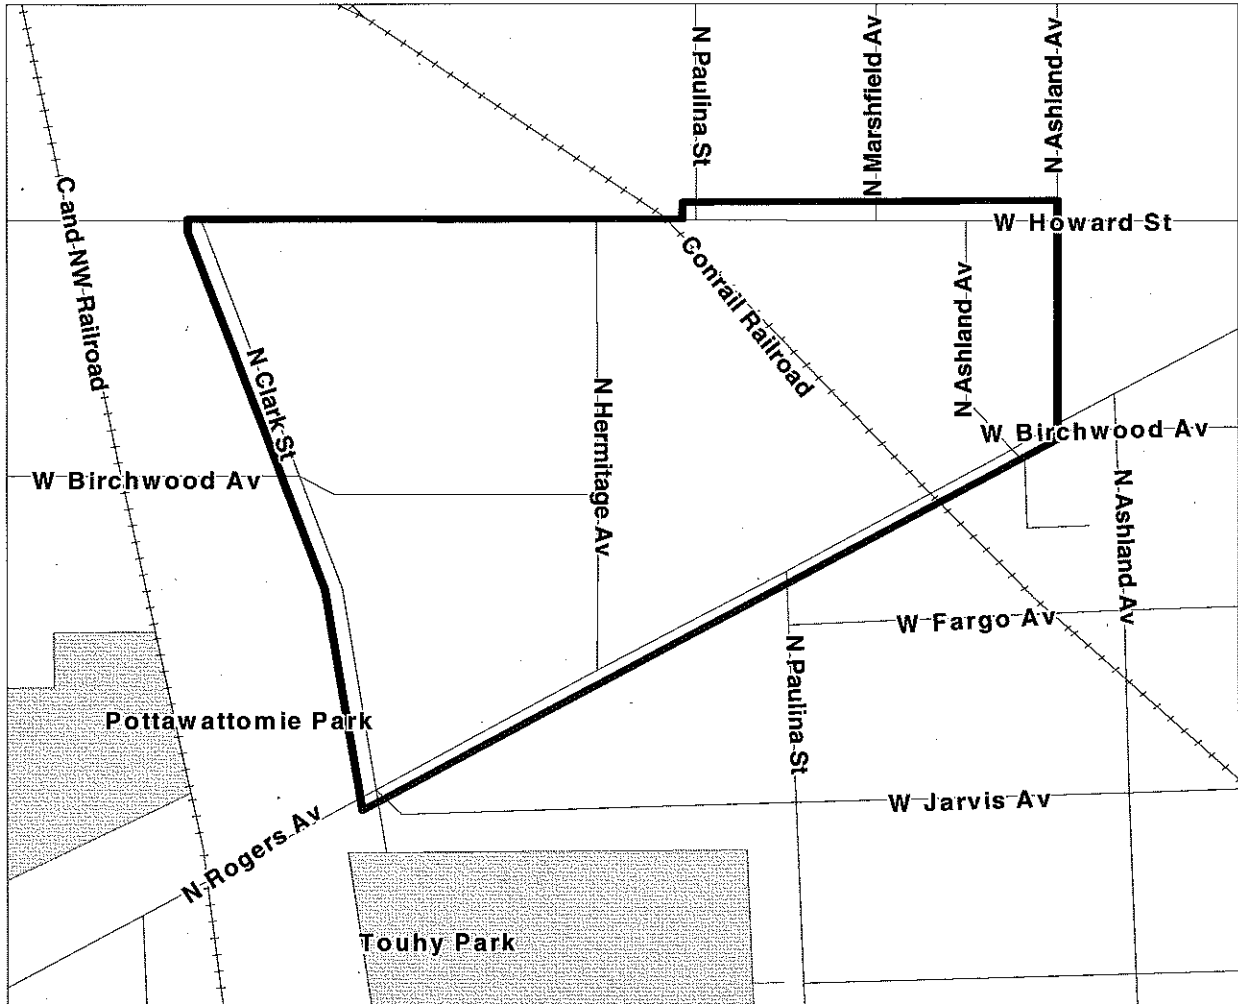 N Paulina St
N Marshfield Av
N Ashland Av
C and NW Railroad
W Howard St
Conrail Railroad
N Ashland Av
N Clark St
N Hermitage Av
W Birchwood Av
W Birchwood Av
N Ashland Av
W Fargo Av
N Paulina St
Pottawattomie Park
W Jarvis Av
N Rogers Av
Touhy Park